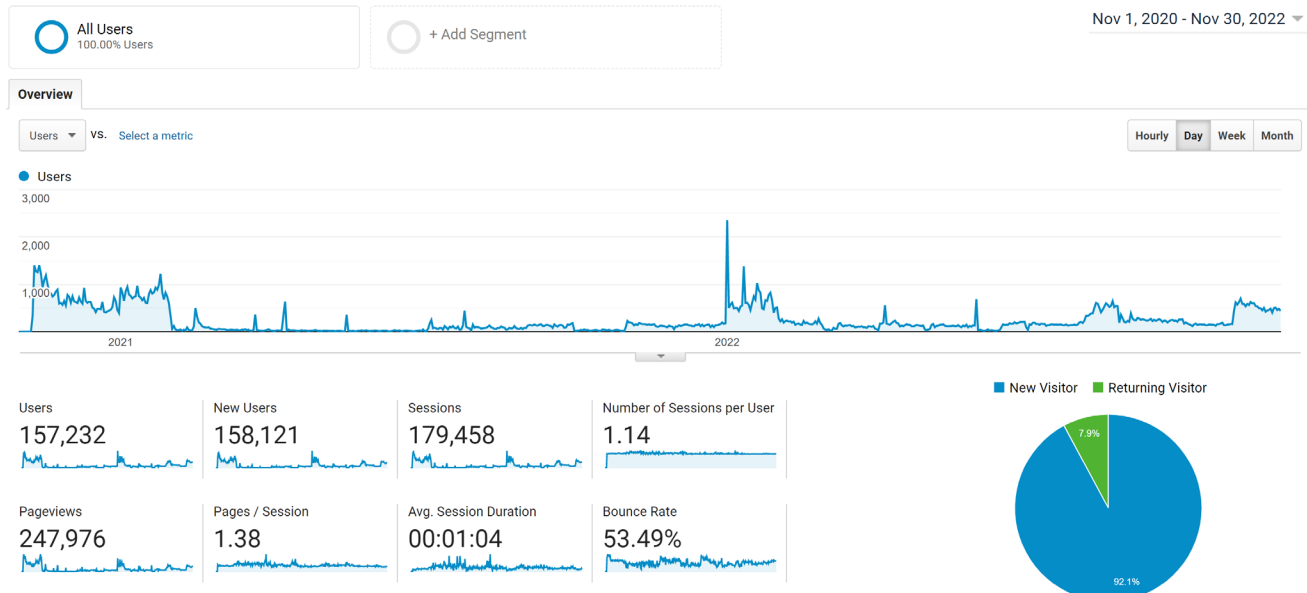 All Users
100.00% Users
+ Add Segment
Nov 1, 2020 - Nov 30, 2022
Overview
Users
VS.
Select a metric
Hourly
Day
Week
Month
Users
3,000
2,000
1,000
2021
2022
New Visitor
Returning Visitor
Users
New Users
Sessions
Number of Sessions per User
157,232
158,121
179,458
1.14
Pageviews
Pages / Session
Avg. Session Duration
Bounce Rate
247,976
1.38
00:01:04
53.49%
7.9%
92.1%